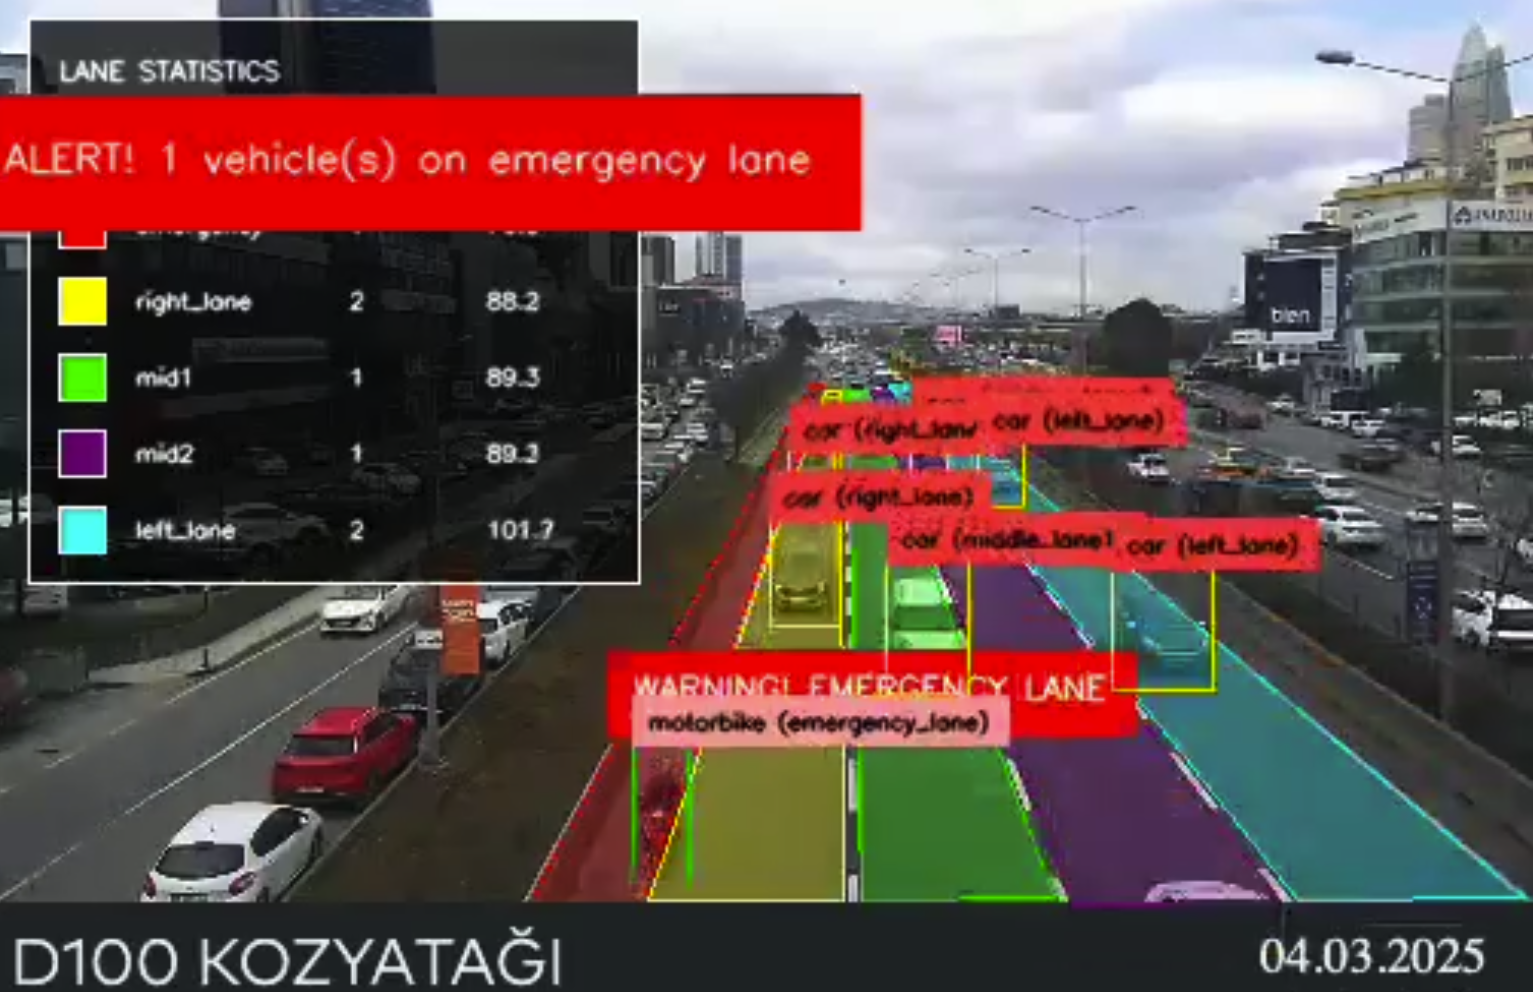 LANE STATISTICS
ALERT! 1 vehicle(s) on emergency lane
emergency 1
right_lane 2 88.2
mid1 1 89.3
mid2 1 89.3
left_lane 2 101.7
bien
car (right_lane
car (left_lane)
car (right_lane)
car (middle_lane1
car (left_lane)
WARNING! EMERGENCY LANE
motorbike (emergency_lane)
D100 KOZYATAĞI
04.03.2025